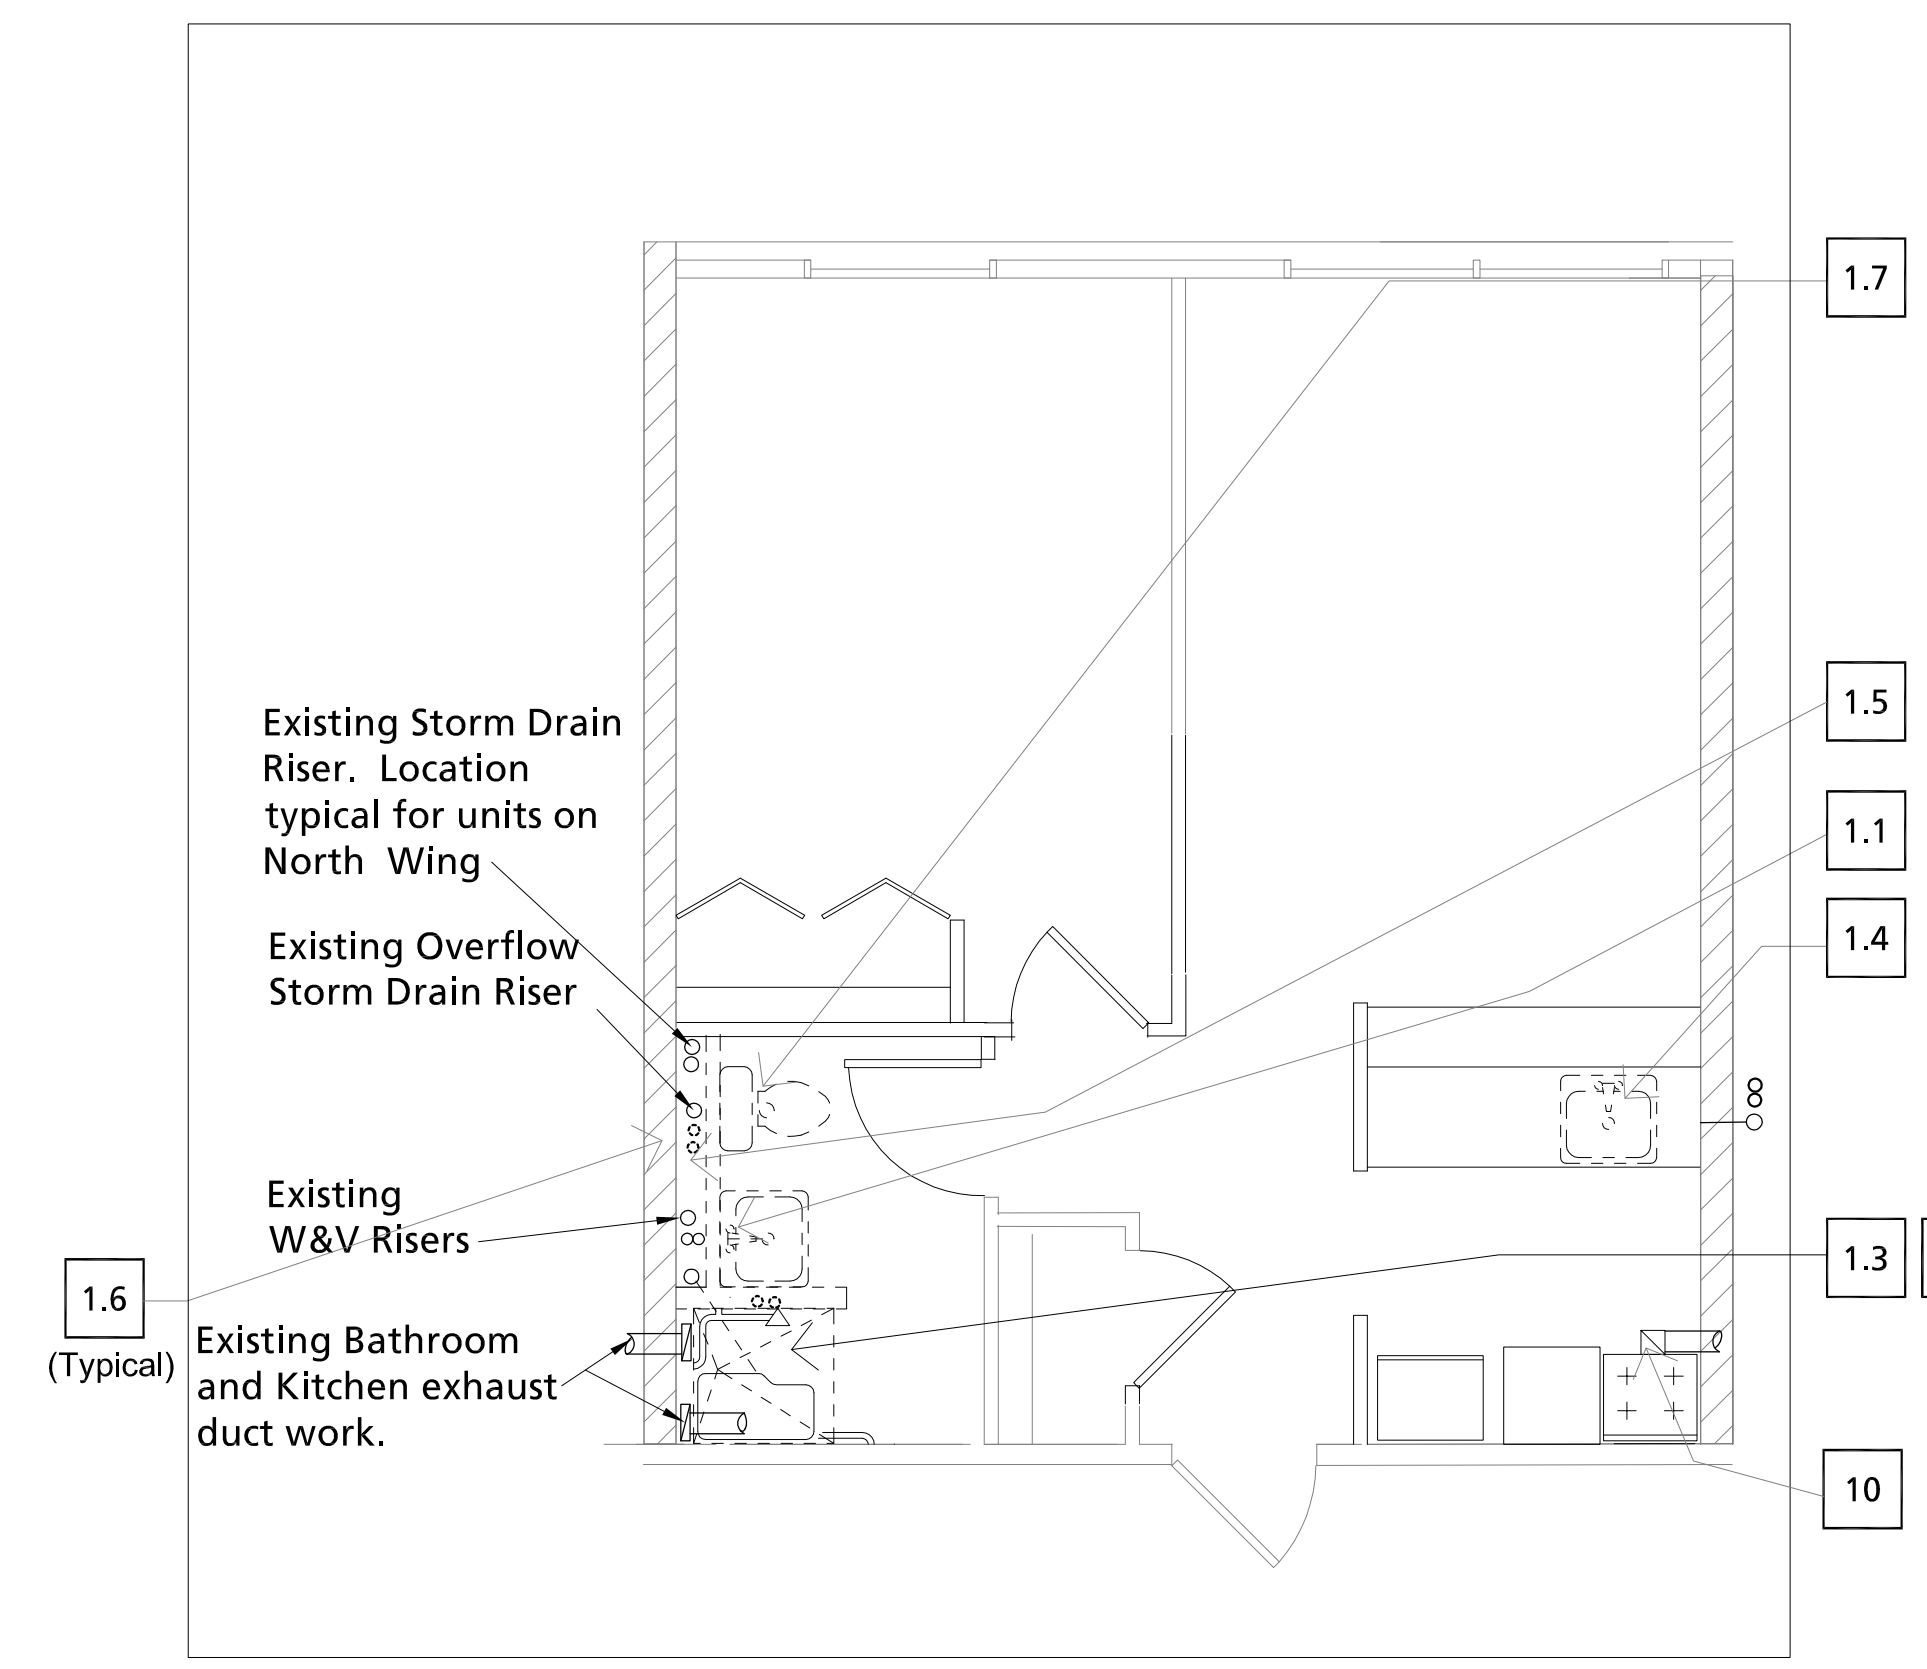 1.7
Existing Storm Drain
Riser. Location
typical for units on
North Wing
1.5
1.1
Existing Overflow
Storm Drain Riser
1.4
Existing
W&V Risers
1.6
(Typical)
1.3
Existing Bathroom
and Kitchen exhaust
duct work.
10